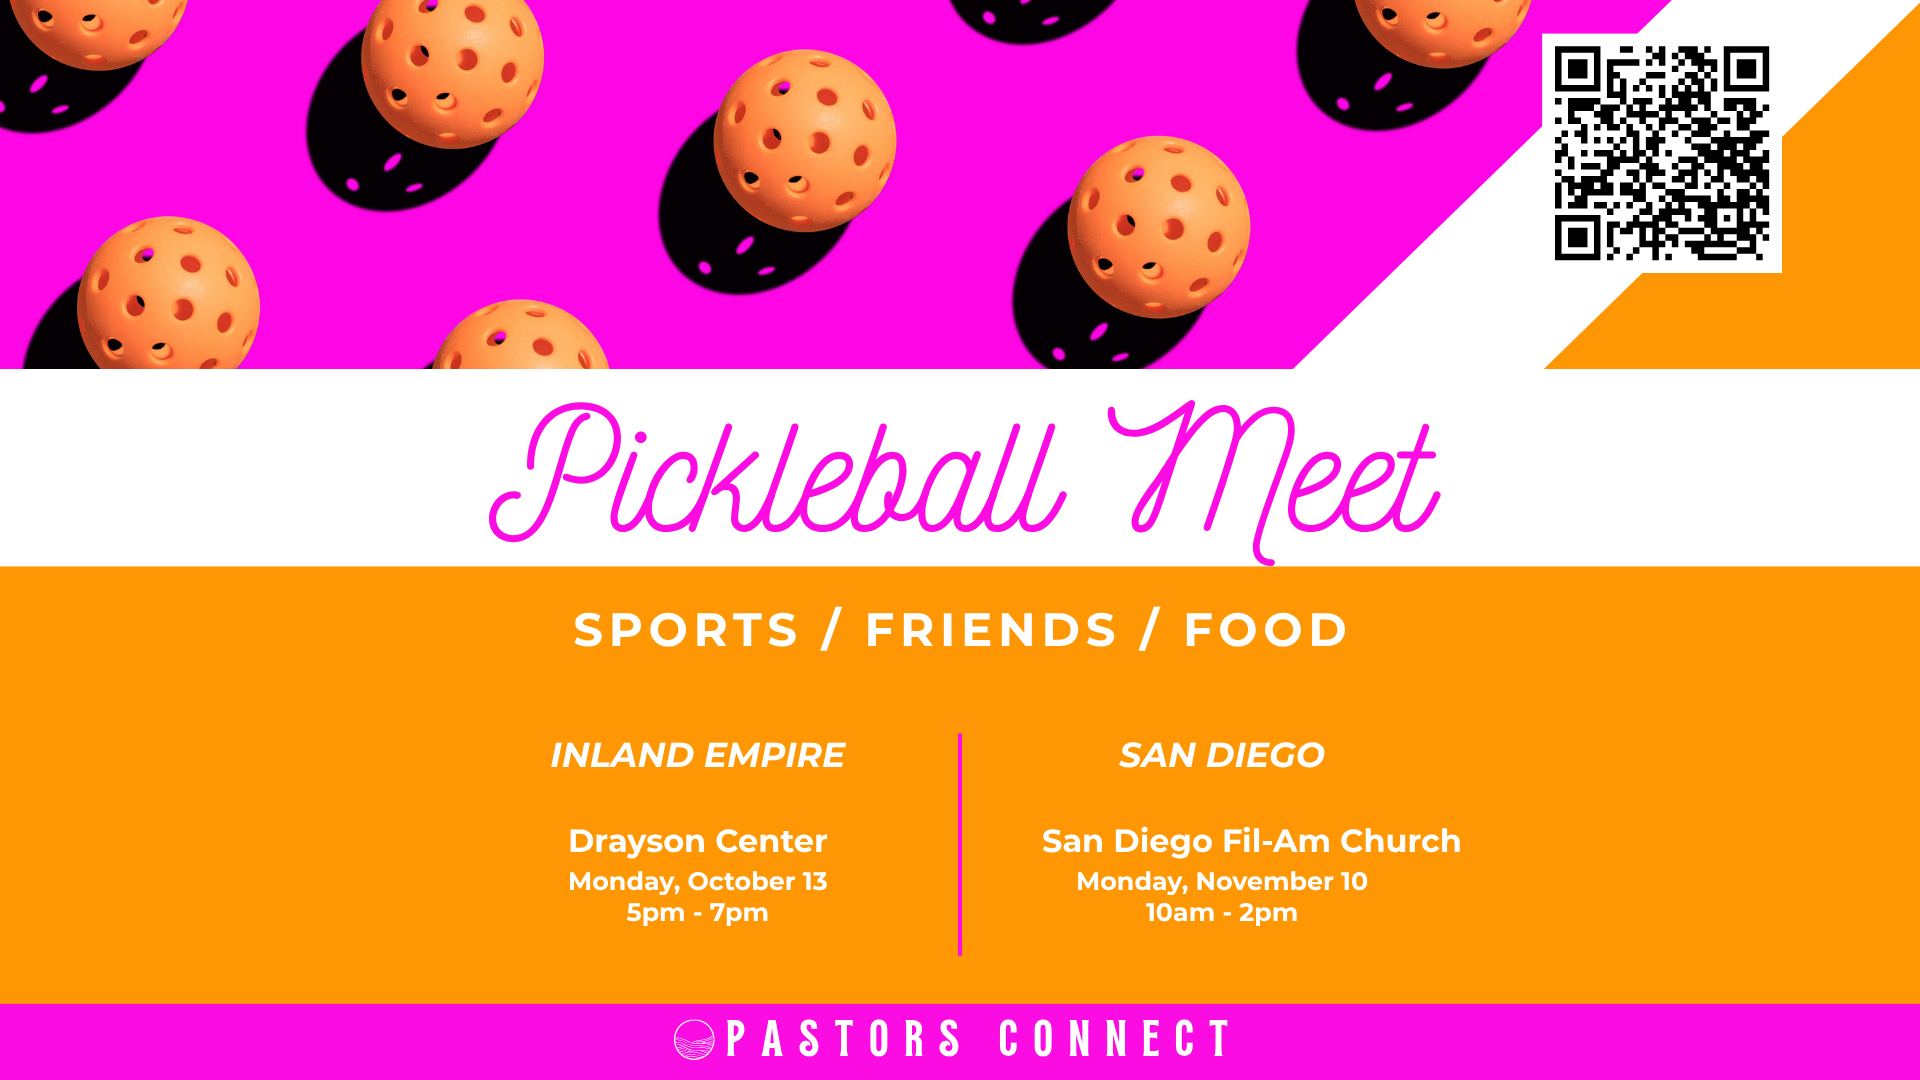 Pickleball Meet
SPORTS / FRIENDS / FOOD
INLAND EMPIRE
Drayson Center
Monday, October 13
5pm - 7pm
SAN DIEGO
San Diego Fil-Am Church
Monday, November 10
10am - 2pm
PASTORS CONNECT